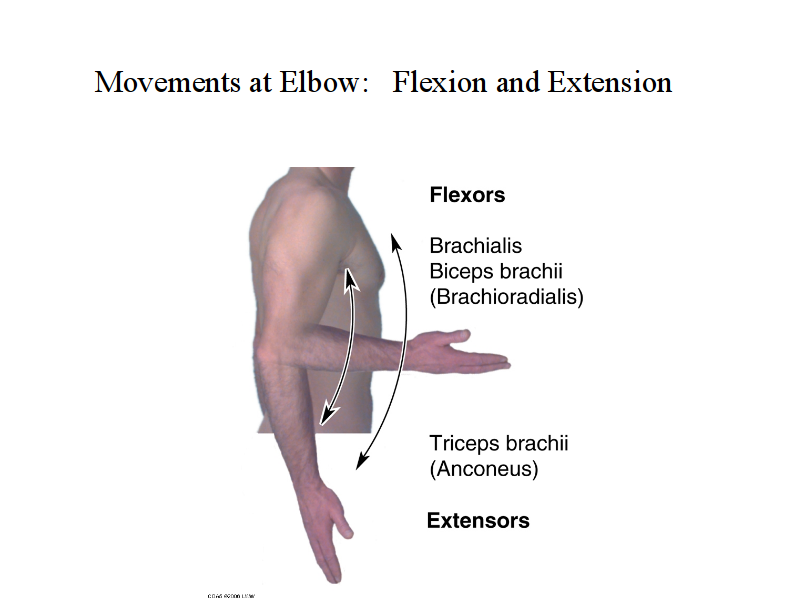 Movements at Elbow: Flexion and Extension
Flexors
Brachialis
Biceps brachii
(Brachioradialis)
Triceps brachii
(Anconeus)
Extensors